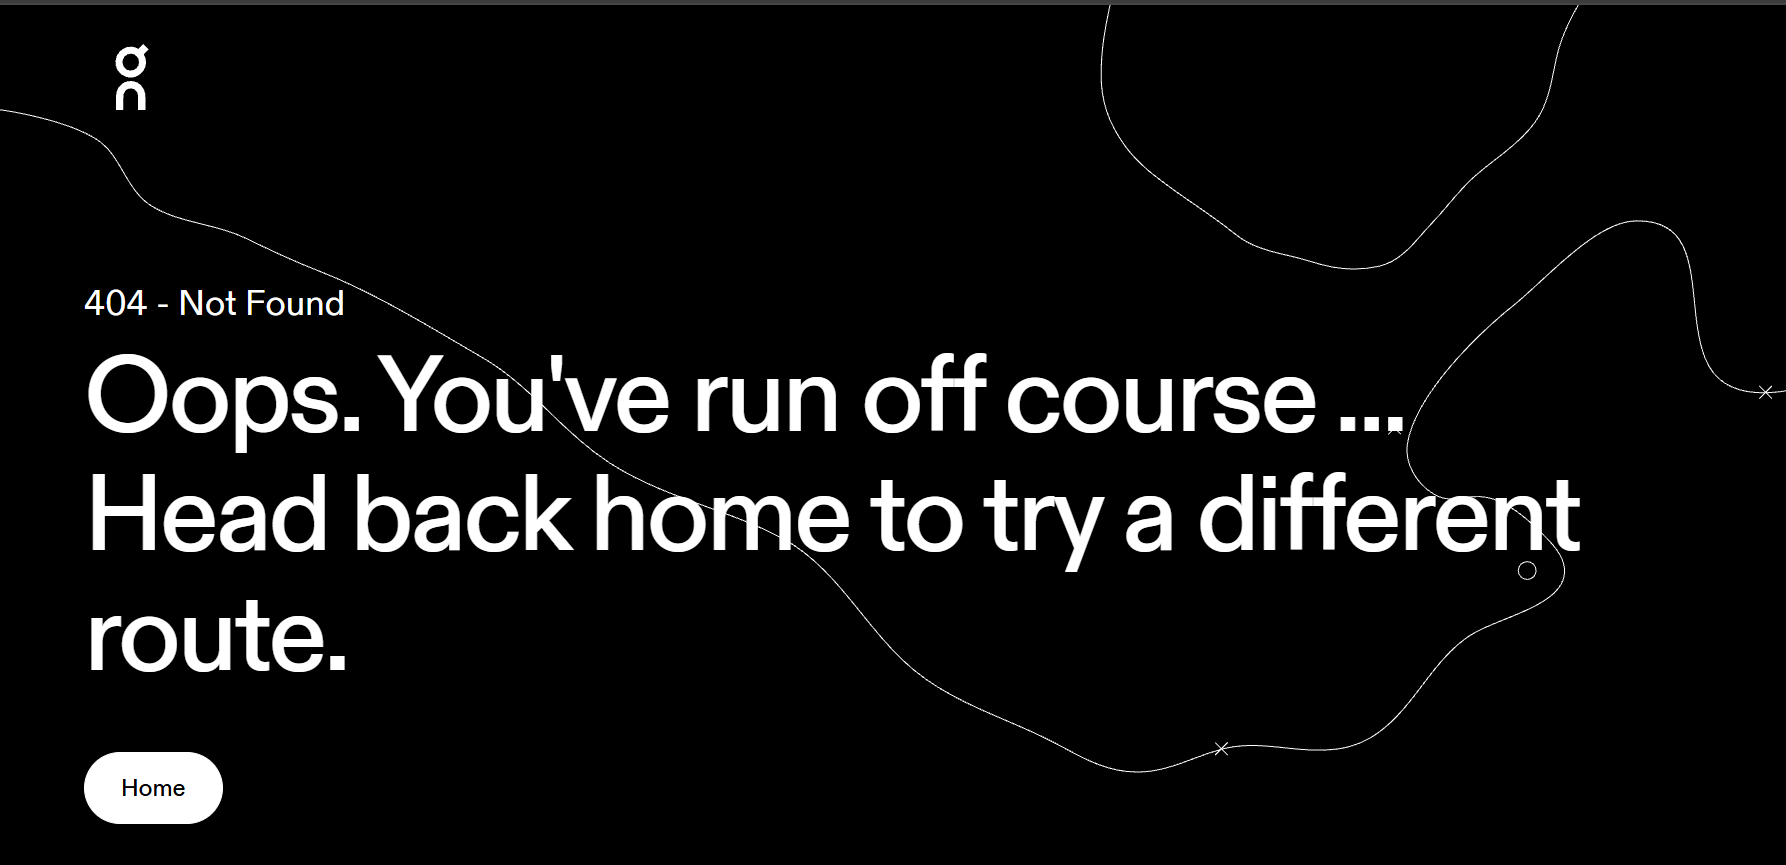 404 - Not Found
Oops. You've run off course ...
Head back home to try a different
route.
Home